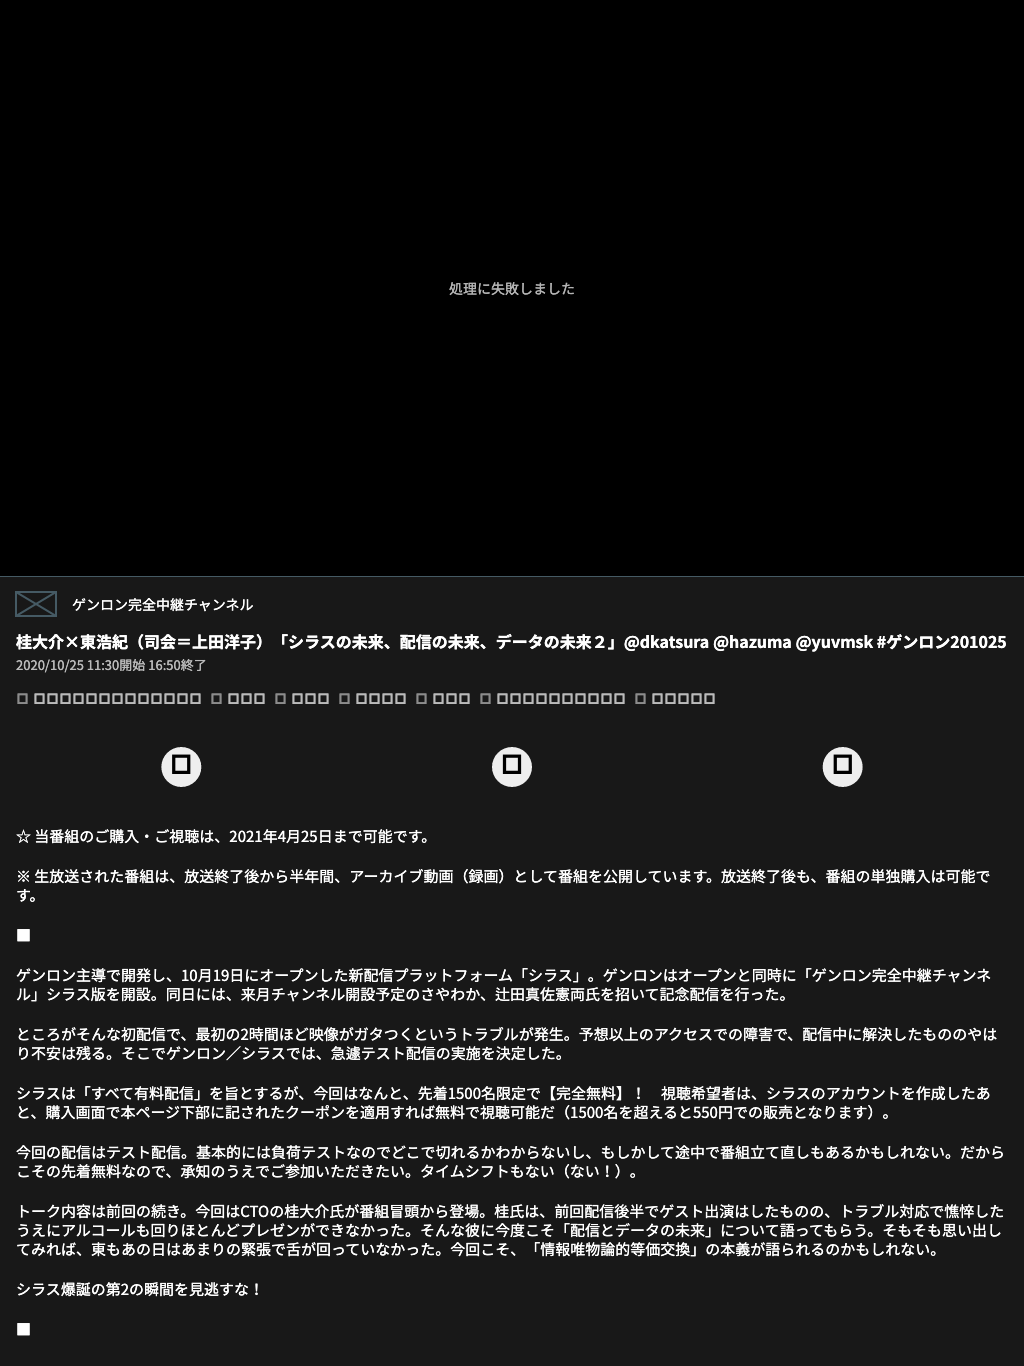 処理に失敗しました
ゲンロン完全中継チャンネル
桂大介×東浩紀（司会＝上田洋子）「シラスの未来、配信の未来、データの未来２」@dkatsura @hazuma @yuvmsk #ゲンロン201025
2020/10/25 11:30開始 16:50終了
☆ 当番組のご購入・ご視聴は、2021年4月25日まで可能です。
※ 生放送された番組は、放送終了後から半年間、アーカイブ動画（録画）として番組を公開しています。放送終了後も、番組の単独購入は可能で
す。
■
ゲンロン主導で開発し、10月19日にオープンした新配信プラットフォーム「シラス」。ゲンロンはオープンと同時に「ゲンロン完全中継チャンネ
ル」シラス版を開設。同日には、来月チャンネル開設予定のさやわか、辻田真佐憲両氏を招いて記念配信を行った。
ところがそんな初配信で、最初の2時間ほど映像がガタつくというトラブルが発生。予想以上のアクセスでの障害で、配信中に解決したもののやは
り不安は残る。そこでゲンロン／シラスでは、急遽テスト配信の実施を決定した。
シラスは「すべて有料配信」を旨とするが、今回はなんと、先着1500名限定で【完全無料】！　視聴希望者は、シラスのアカウントを作成したあ
と、購入画面で本ページ下部に記されたクーポンを適用すれば無料で視聴可能だ（1500名を超えると550円での販売となります）。
今回の配信はテスト配信。基本的には負荷テストなのでどこで切れるかわからないし、もしかして途中で番組立て直しもあるかもしれない。だから
こその先着無料なので、承知のうえでご参加いただきたい。タイムシフトもない（ない！）。
トーク内容は前回の続き。今回はCTOの桂大介氏が番組冒頭から登場。桂氏は、前回配信後半でゲスト出演はしたものの、トラブル対応で憔悴した
うえにアルコールも回りほとんどプレゼンができなかった。そんな彼に今度こそ「配信とデータの未来」について語ってもらう。そもそも思い出し
てみれば、東もあの日はあまりの緊張で舌が回っていなかった。今回こそ、「情報唯物論的等価交換」の本義が語られるのかもしれない。
シラス爆誕の第2の瞬間を見逃すな！
■